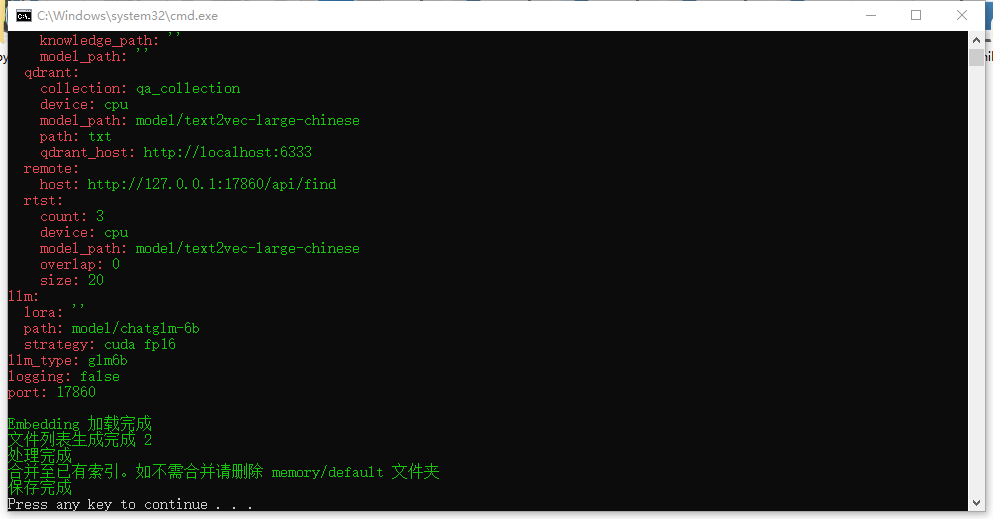 C:\Windows\system32\cmd.exe
knowledge_path: ''
model_path: ''
qdrant:
collection: qa_collection
device: cpu
model_path: model/text2vec-large-chinese
path: txt
qdrant_host: http://localhost:6333
remote:
host: http://127.0.0.1:17860/api/find
rtst:
count: 3
device: cpu
model_path: model/text2vec-large-chinese
overlap: 0
size: 20
llm:
lora: ''
path: model/chatglm-6b
strategy: cuda fp16
llm_type: glm6b
logging: false
port: 17860
Embedding 加载完成
文件列表生成完成 2
处理完成
合并至已有索引。如不需合并请删除 memory/default 文件夹
保存完成
Press any key to continue . . .